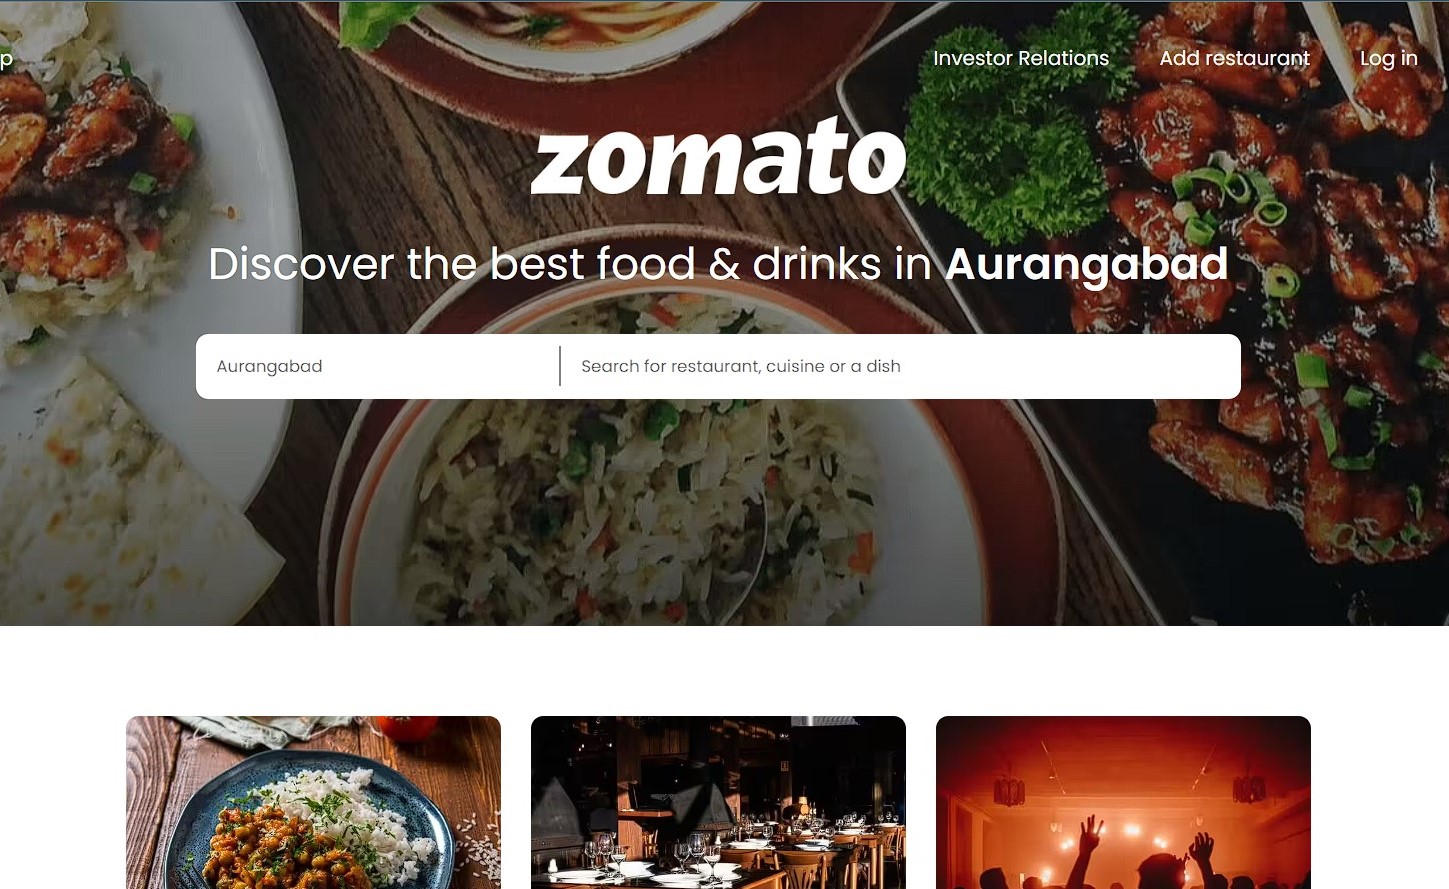 Investor Relations Add restaurant Log in
zomato
Discover the best food & drinks in Aurangabad
Aurangabad Search for restaurant, cuisine or a dish